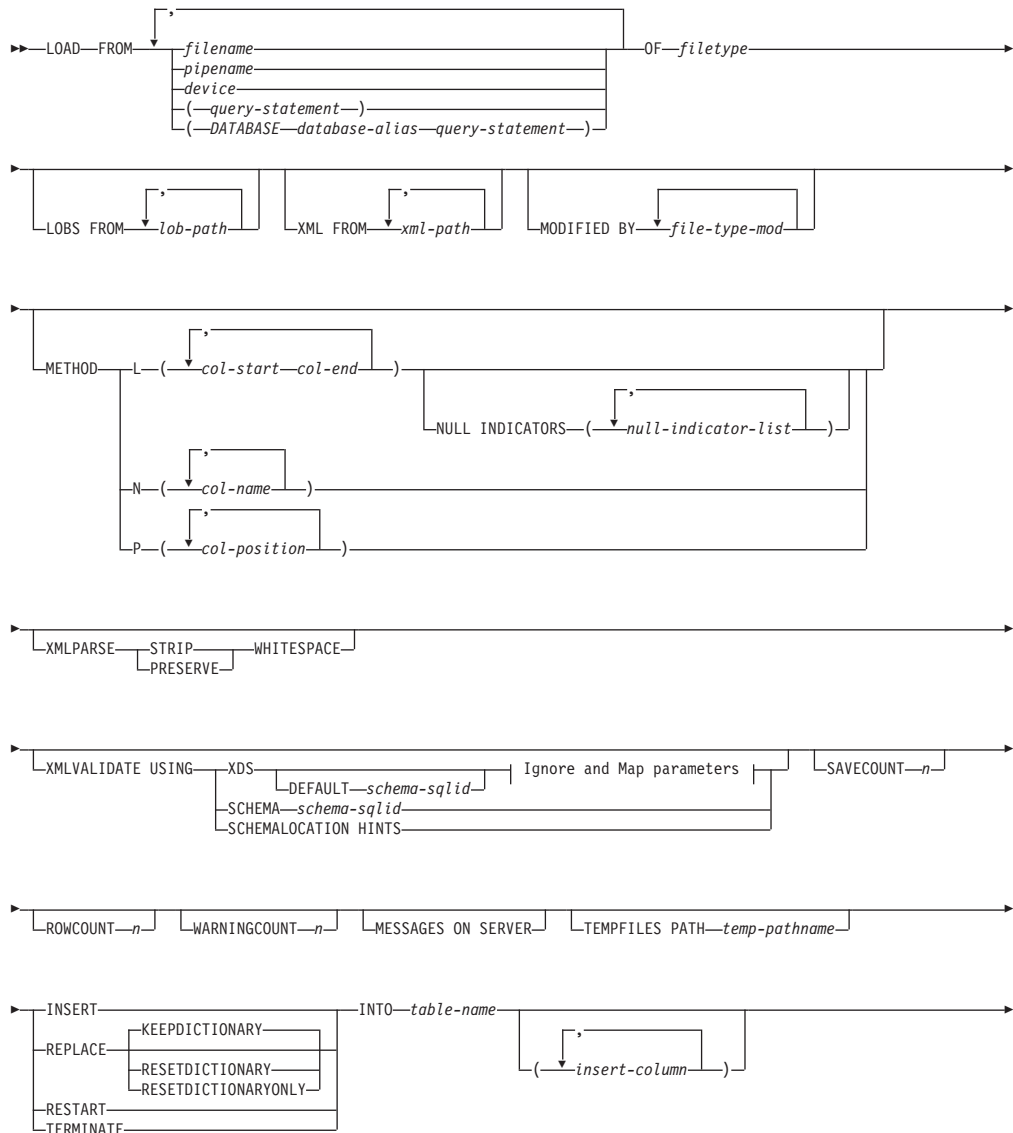 ,
LOAD FROM filename OF filetype
pipename
device
( query-statement )
( DATABASE database-alias query-statement )
, ,
LOBS FROM lob-path XML FROM xml-path MODIFIED BY file-type-mod
,
METHOD L ( col-start col-end )
,
NULL INDICATORS ( null-indicator-list )
,
N ( col-name )
,
P ( col-position )
XMLPARSE STRIP WHITESPACE
PRESERVE
XMLVALIDATE USING XDS Ignore and Map parameters SAVECOUNT n
DEFAULT schema-sqlid
SCHEMA schema-sqlid
SCHEMALOCATION HINTS
ROWCOUNT n WARNINGCOUNT n MESSAGES ON SERVER TEMPFILES PATH temp-pathname
INSERT INTO table-name
KEEPDICTIONARY ,
REPLACE
RESETDICTIONARY ( insert-column )
RESETDICTIONARYONLY
RESTART
TERMINATE